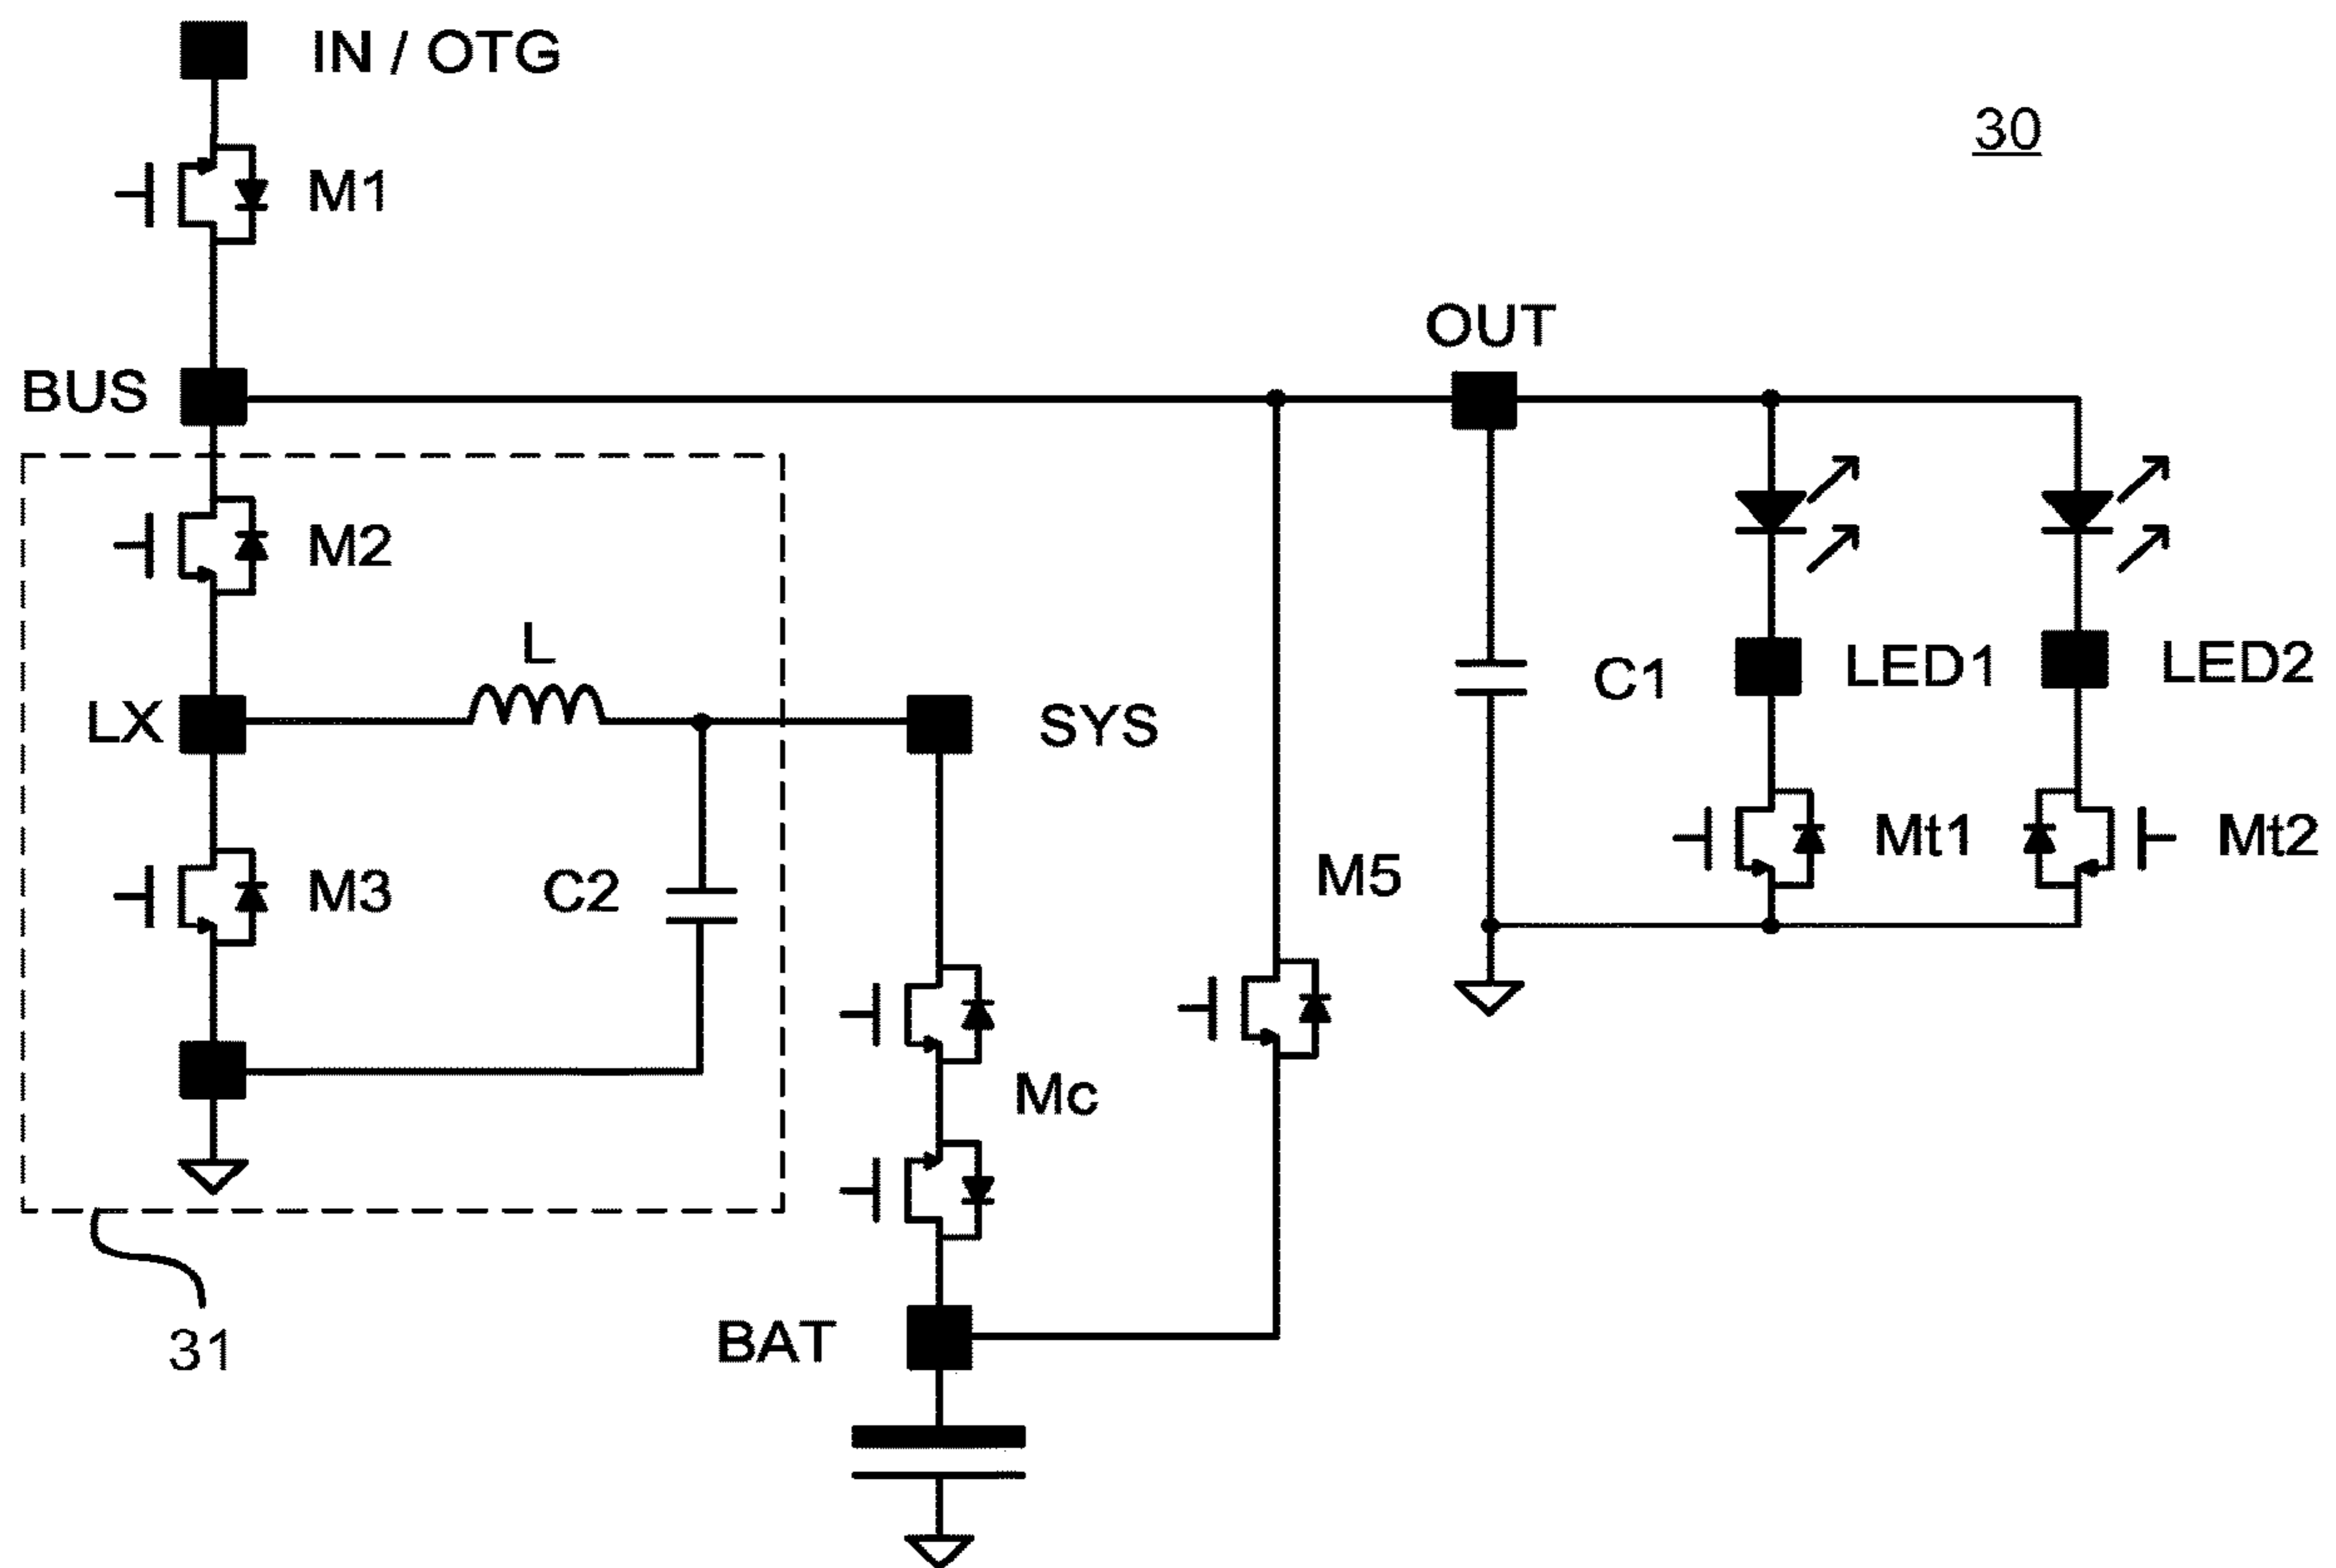 IN / OTG
30
M1
OUT
BUS
M2
L
LX
SYS
C1
LED1
LED2
M3
C2
M5
Mt1
Mt2
Mc
BAT
31